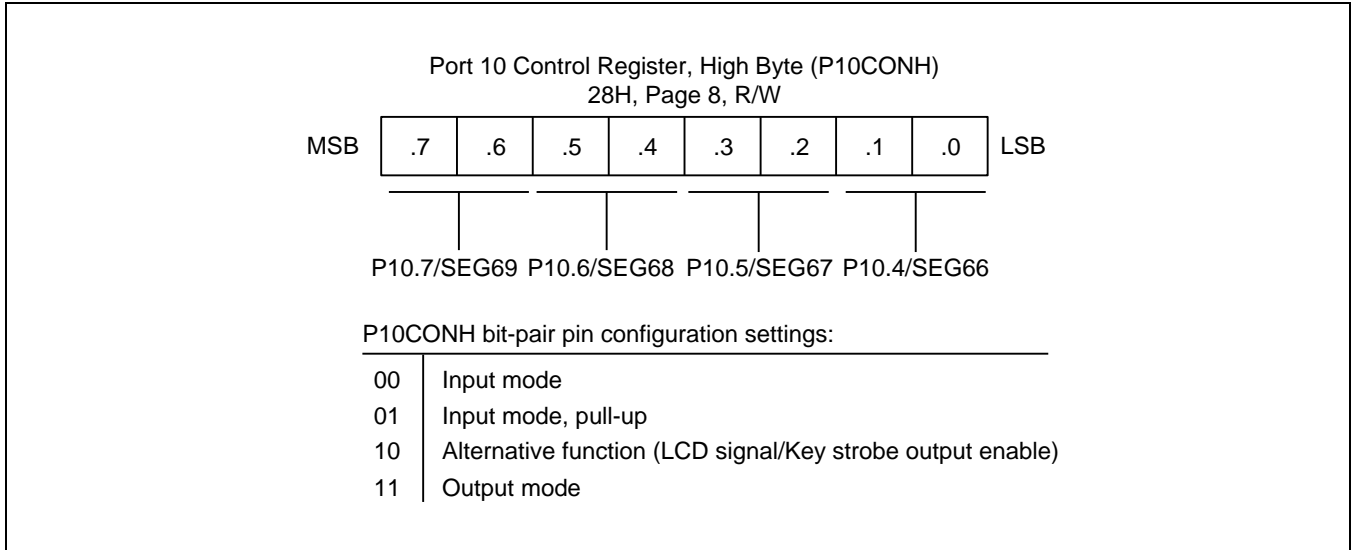 Port 10 Control Register, High Byte (P10CONH)
28H, Page 8, R/W
MSB .7 .6 .5 .4 .3 .2 .1 .0 LSB
P10.7/SEG69 P10.6/SEG68 P10.5/SEG67 P10.4/SEG66
P10CONH bit-pair pin configuration settings:
00 Input mode
01 Input mode, pull-up
10 Alternative function (LCD signal/Key strobe output enable)
11 Output mode